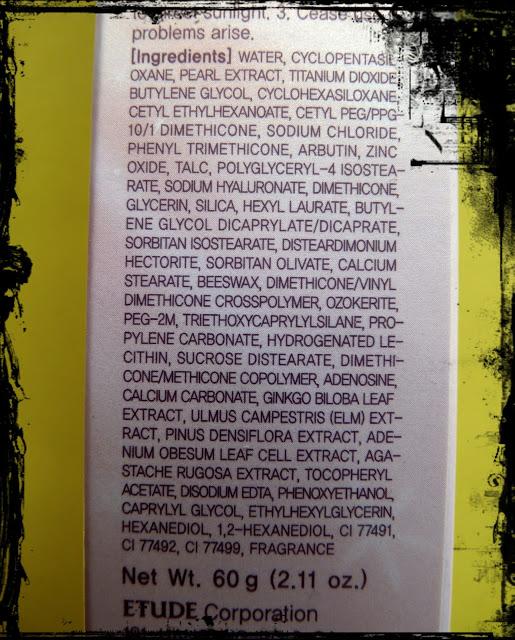 sunlight. 3. Cease
problems arise.
[Ingredients] WATER, CYCLOPENTASIL
OXANE, PEARL EXTRACT, TITANIUM DIOXIDE
BUTYLENE GLYCOL, CYCLOHEXASILOXANE
CETYL ETHYLHEXANOATE, CETYL PEG/PPG-
10/1 DIMETHICONE, SODIUM CHLORIDE,
PHENYL TRIMETHICONE, ARBUTIN, ZINC
OXIDE, TALC, POLYGLYCERYL-4 ISOSTEA-
RATE, SODIUM HYALURONATE, DIMETHICONE,
GLYCERIN, SILICA, HEXYL LAURATE, BUTYL-
ENE GLYCOL DICAPRYLATE/DICAPRATE,
SORBITAN ISOSTEARATE, DISTEARDIMONIUM
HECTORITE, SORBITAN OLIVATE, CALCIUM
STEARATE, BEESWAX, DIMETHICONE/VINYL
DIMETHICONE CROSSPOLYMER, OZOKERITE,
PEG-2M, TRIETHOXYCAPRYLYLSILANE, PRO-
PYLENE CARBONATE, HYDROGENATED LE-
CITHIN, SUCROSE DISTEARATE, DIMETHI-
CONE/METHICONE COPOLYMER, ADENOSINE,
CALCIUM CARBONATE, GINKGO BILOBA LEAF
EXTRACT, ULMUS CAMPESTRIS (ELM) EXT-
RACT, PINUS DENSIFLORA EXTRACT, ADE-
NIUM OBESUM LEAF CELL EXTRACT, AGA-
STACHE RUGOSA EXTRACT, TOCOPHERYL
ACETATE, DISODIUM EDTA, PHENOXYETHANOL,
CAPRYLYL GLYCOL, ETHYLHEXYLGLYCERIN,
HEXANEDIOL, 1,2-HEXANEDIOL, CI 77491,
CI 77492, CI 77499, FRAGRANCE
Net Wt. 60 g (2.11 oz.)
ETUDE Corporation